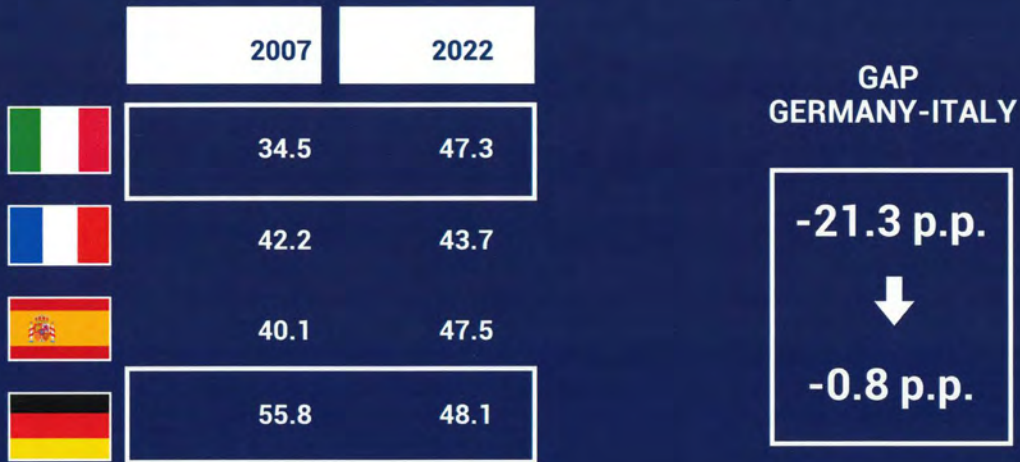 2007 2022
GAP
GERMANY-ITALY
34.5 47.3
-21.3 p.p.
42.2 43.7
40.1 47.5
-0.8 p.p.
55.8 48.1